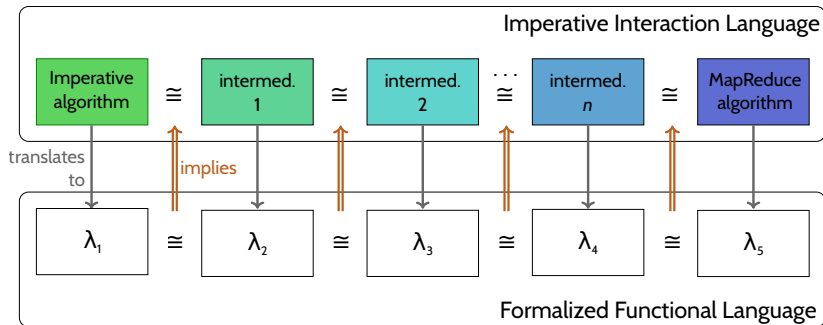 Imperative Interaction Language
Imperative
algorithm
≅
intermed.
1
≅
intermed.
2
. . .
≅
intermed.
n
≅
MapReduce
algorithm
translates
to
implies
λ1
≅
λ2
≅
λ3
≅
λ4
≅
λ5
Formalized Functional Language